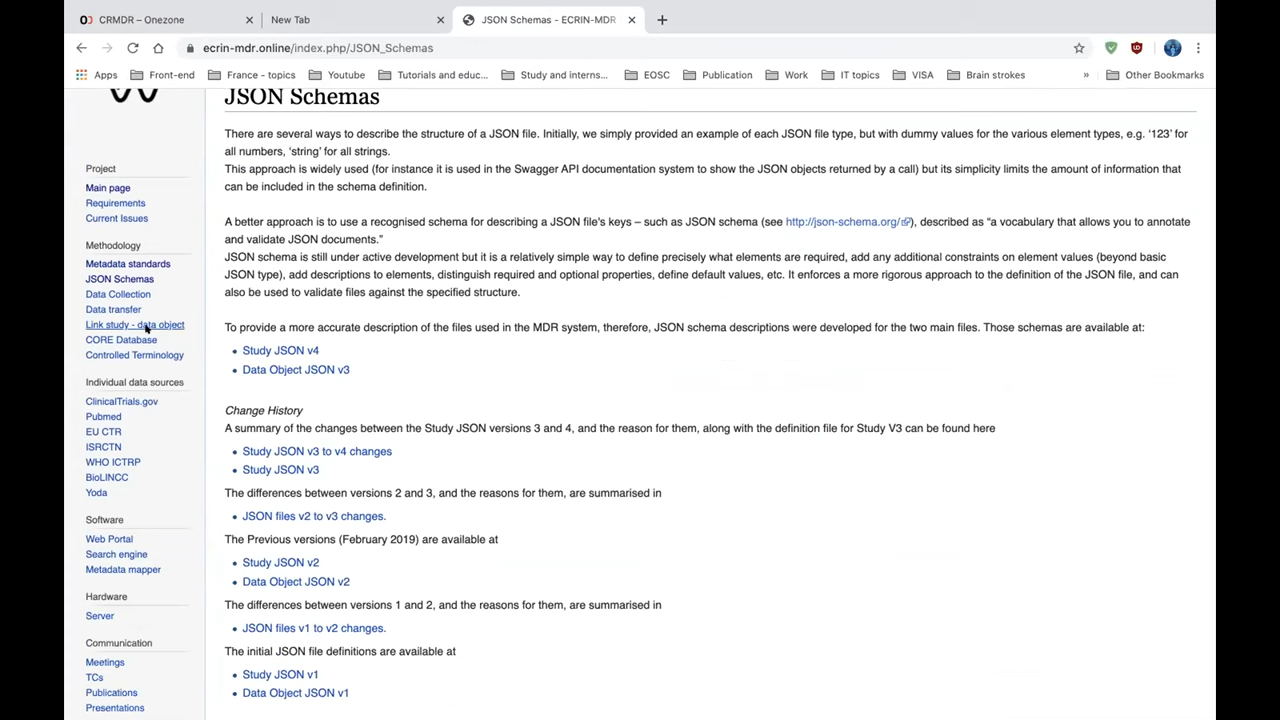 CRMDR – Onezone
New Tab
JSON Schemas - ECRIN-MDR
ecrin-mdr.online/index.php/JSON_Schemas
Apps
Front-end
France - topics
Youtube
Tutorials and educ...
Study and interns...
EOSC
Publication
Work
IT topics
VISA
Brain strokes
»
Other Bookmarks
Project
Main page
Requirements
Current Issues
Methodology
Metadata standards
JSON Schemas
Data Collection
Data transfer
Link study - data object
CORE Database
Controlled Terminology
Individual data sources
ClinicalTrials.gov
Pubmed
EU CTR
ISRCTN
WHO ICTRP
BioLINCC
Yoda
Software
Web Portal
Search engine
Metadata mapper
Hardware
Server
Communication
Meetings
TCs
Publications
Presentations
JSON Schemas
There are several ways to describe the structure of a JSON file. Initially, we simply provided an example of each JSON file type, but with dummy values for the various element types, e.g. ‘123’ for
all numbers, ‘string’ for all strings.
This approach is widely used (for instance it is used in the Swagger API documentation system to show the JSON objects returned by a call) but its simplicity limits the amount of information that
can be included in the schema definition.
A better approach is to use a recognised schema for describing a JSON file's keys – such as JSON schema (see http://json-schema.org/), described as “a vocabulary that allows you to annotate
and validate JSON documents.”
JSON schema is still under active development but it is a relatively simple way to define precisely what elements are required, add any additional constraints on element values (beyond basic
JSON type), add descriptions to elements, distinguish required and optional properties, define default values, etc. It enforces a more rigorous approach to the definition of the JSON file, and can
also be used to validate files against the specified structure.
To provide a more accurate description of the files used in the MDR system, therefore, JSON schema descriptions were developed for the two main files. Those schemas are available at:
• Study JSON v4
• Data Object JSON v3
Change History
A summary of the changes between the Study JSON versions 3 and 4, and the reason for them, along with the definition file for Study V3 can be found here
• Study JSON v3 to v4 changes
• Study JSON v3
The differences between versions 2 and 3, and the reasons for them, are summarised in
• JSON files v2 to v3 changes.
The Previous versions (February 2019) are available at
• Study JSON v2
• Data Object JSON v2
The differences between versions 1 and 2, and the reasons for them, are summarised in
• JSON files v1 to v2 changes.
The initial JSON file definitions are available at
• Study JSON v1
• Data Object JSON v1